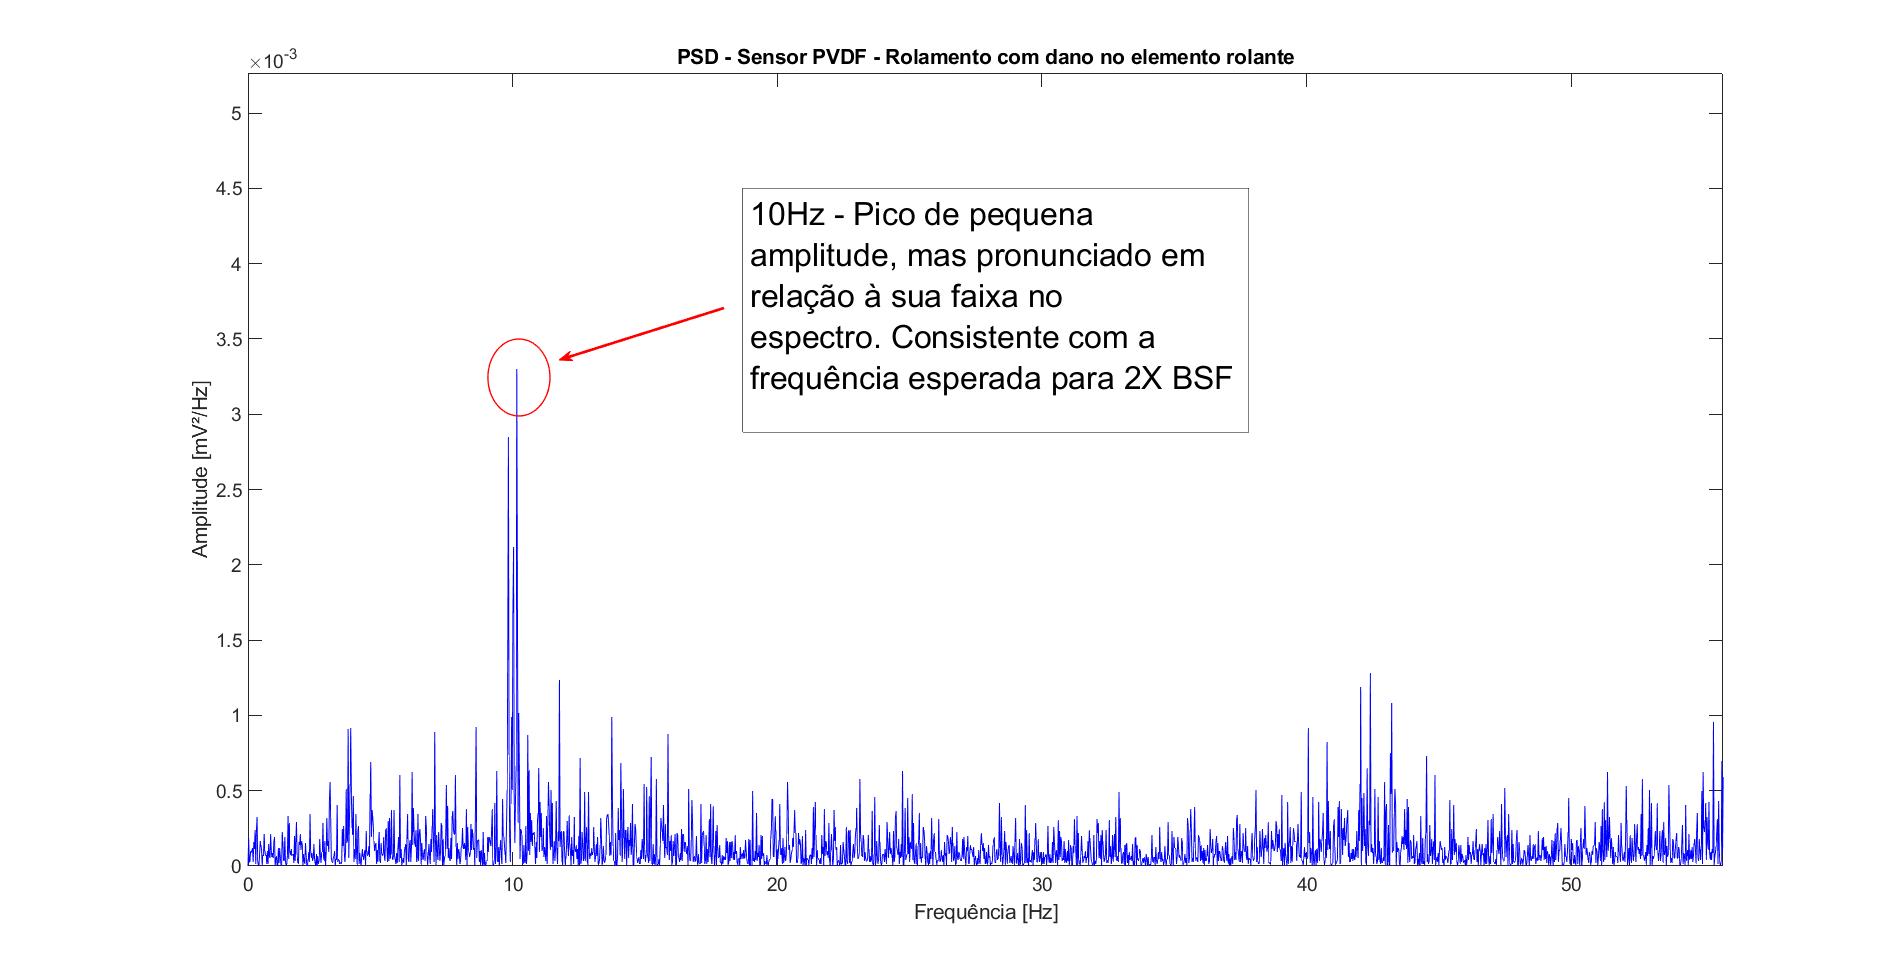 PSD - Sensor PVDF - Rolamento com dano no elemento rolante
×10-3
5
4.5
4
3.5
3
2.5
2
1.5
1
0.5
0
Amplitude [mV²/Hz]
10Hz - Pico de pequena
amplitude, mas pronunciado em
relação à sua faixa no
espectro. Consistente com a
frequência esperada para 2X BSF
0 10 20 30 40 50
Frequência [Hz]